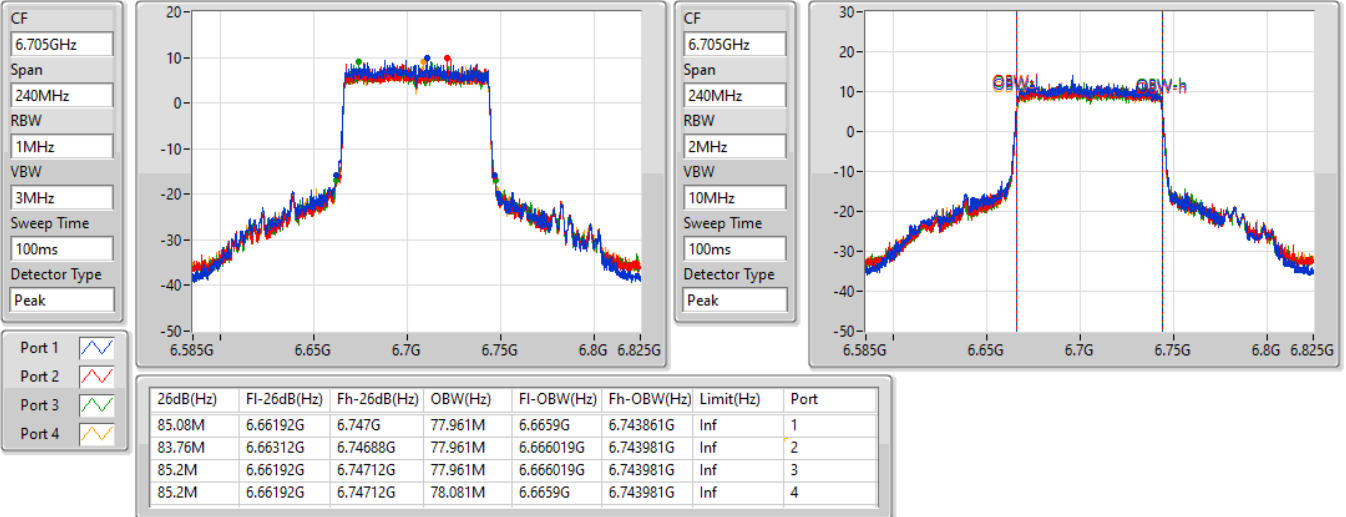 CF
6.705GHz
Span
240MHz
RBW
1MHz
VBW
3MHz
Sweep Time
100ms
Detector Type
Peak
20
10
0
-10
-20
-30
-40
-50
6.585G 6.65G 6.7G 6.75G 6.8G 6.825G
CF
6.705GHz
Span
240MHz
RBW
2MHz
VBW
10MHz
Sweep Time
100ms
Detector Type
Peak
30
20
10
0
-10
-20
-30
-40
-50
OBW-h
6.585G 6.65G 6.7G 6.75G 6.8G 6.825G
Port 1
Port 2
Port 3
Port 4
26dB(Hz) Fl-26dB(Hz) Fh-26dB(Hz) OBW(Hz) Fl-OBW(Hz) Fh-OBW(Hz) Limit(Hz) Port
85.08M 6.66192G 6.747G 77.961M 6.6659G 6.743861G Inf 1
83.76M 6.66312G 6.74688G 77.961M 6.666019G 6.743981G Inf 2
85.2M 6.66192G 6.74712G 77.961M 6.666019G 6.743981G Inf 3
85.2M 6.66192G 6.74712G 78.081M 6.6659G 6.743981G Inf 4